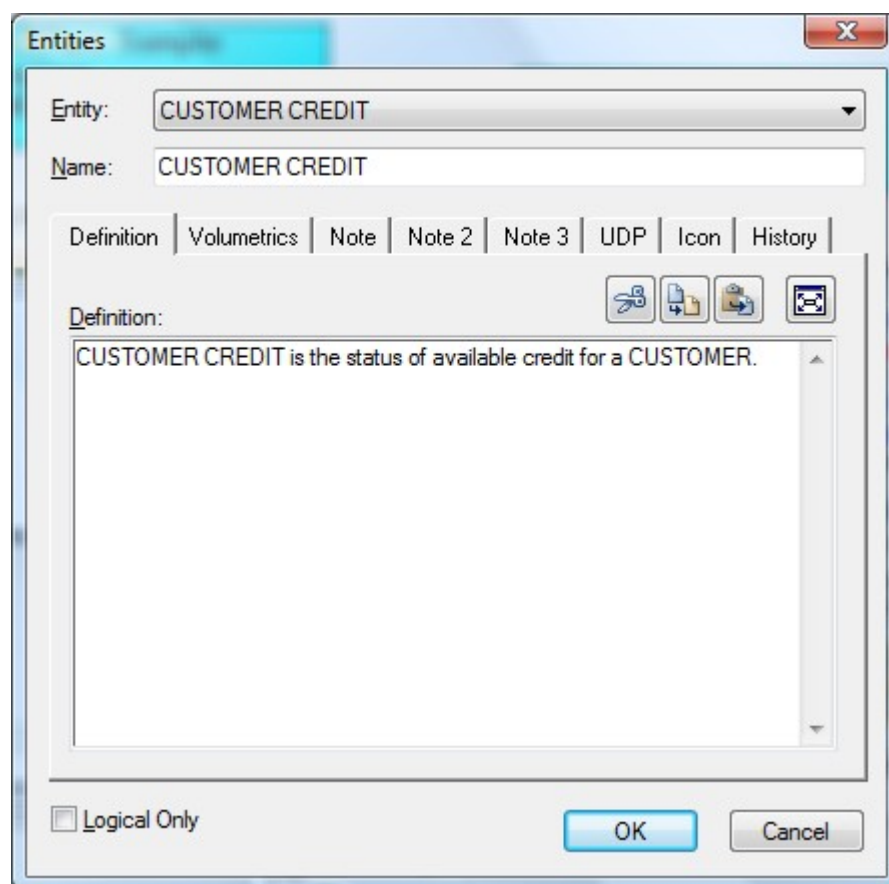 Entities
Entity: CUSTOMER CREDIT
Name: CUSTOMER CREDIT
Definition Volumetrics Note Note 2 Note 3 UDP Icon History
Definition:
CUSTOMER CREDIT is the status of available credit for a CUSTOMER.
Logical Only OK Cancel